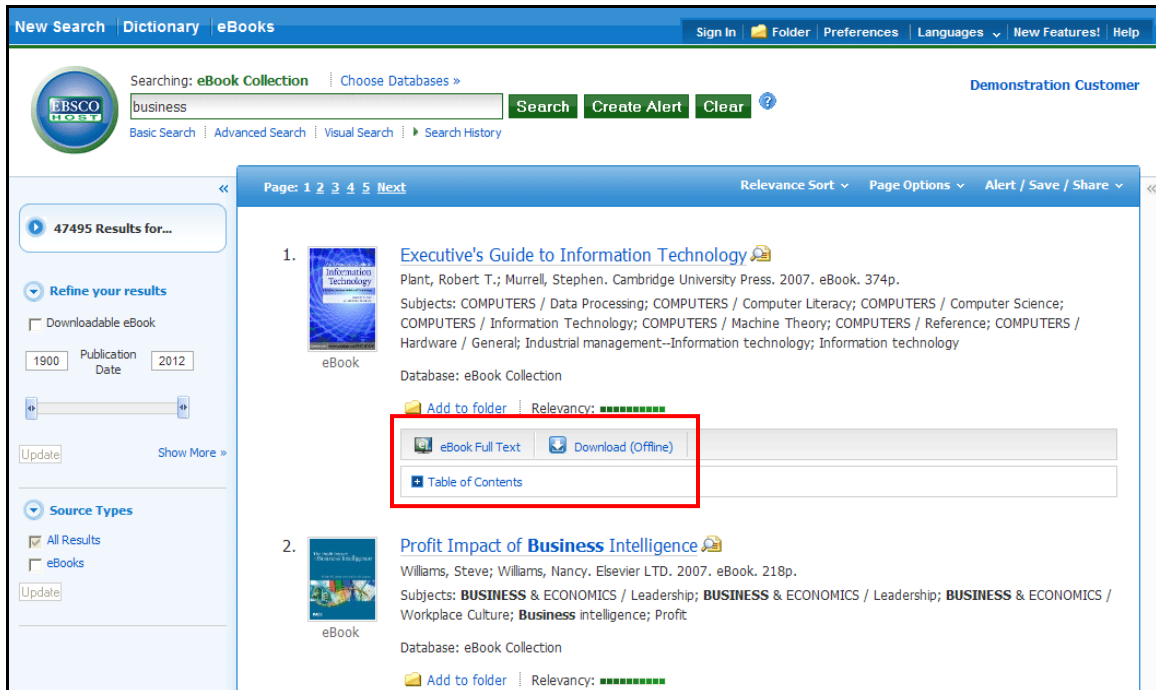 New Search Dictionary eBooks
Sign In Folder Preferences Languages New Features! Help
EBSCO
HOST
Searching: eBook Collection Choose Databases »
Demonstration Customer
business
Search Create Alert Clear ?
Basic Search Advanced Search Visual Search Search History
«
47495 Results for...
Refine your results
Downloadable eBook
1900 Publication Date 2012
Update Show More »
Source Types
All Results
eBooks
Update
Page: 1 2 3 4 5 Next
Relevance Sort Page Options Alert / Save / Share
«
1.
Information
Technology
eBook
Executive's Guide to Information Technology
Plant, Robert T.; Murrell, Stephen. Cambridge University Press. 2007. eBook. 374p.
Subjects: COMPUTERS / Data Processing; COMPUTERS / Computer Literacy; COMPUTERS / Computer Science;
COMPUTERS / Information Technology; COMPUTERS / Machine Theory; COMPUTERS / Reference; COMPUTERS /
Hardware / General; Industrial management--Information technology; Information technology
Database: eBook Collection
Add to folder Relevancy:
eBook Full Text Download (Offline)
Table of Contents
2.
eBook
Profit Impact of Business Intelligence
Williams, Steve; Williams, Nancy. Elsevier LTD. 2007. eBook. 218p.
Subjects: BUSINESS & ECONOMICS / Leadership; BUSINESS & ECONOMICS / Leadership; BUSINESS & ECONOMICS /
Workplace Culture; Business intelligence; Profit
Database: eBook Collection
Add to folder Relevancy: